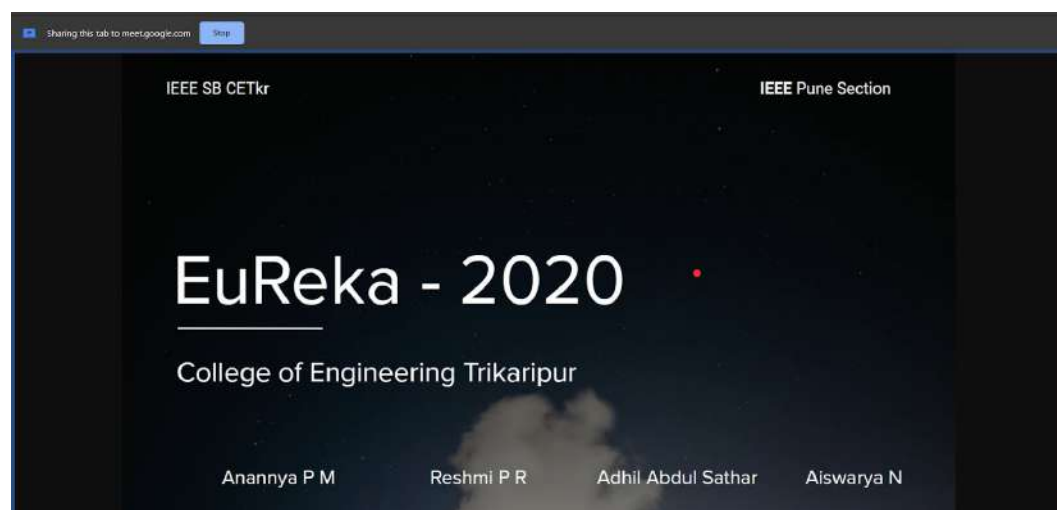 Sharing this tab to meet.google.com Stop
IEEE SB CETkr IEEE Pune Section
EuReka - 2020
College of Engineering Trikaripur
Anannya P M Reshmi P R Adhil Abdul Sathar Aiswarya N